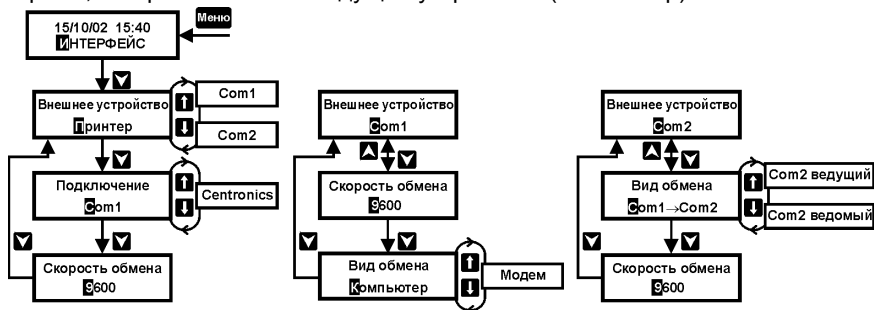 Меню
15/10/02 15:40
ИНТЕРФЕЙС
Внешнее устройство
Принтер
Com1
Com2
Подключение
Com1
Centronics
Скорость обмена
9600
Внешнее устройство
Com1
Скорость обмена
9600
Вид обмена
Компьютер
Модем
Внешнее устройство
Com2
Вид обмена
Com1→Com2
Com2 ведущий
Com2 ведомый
Скорость обмена
9600